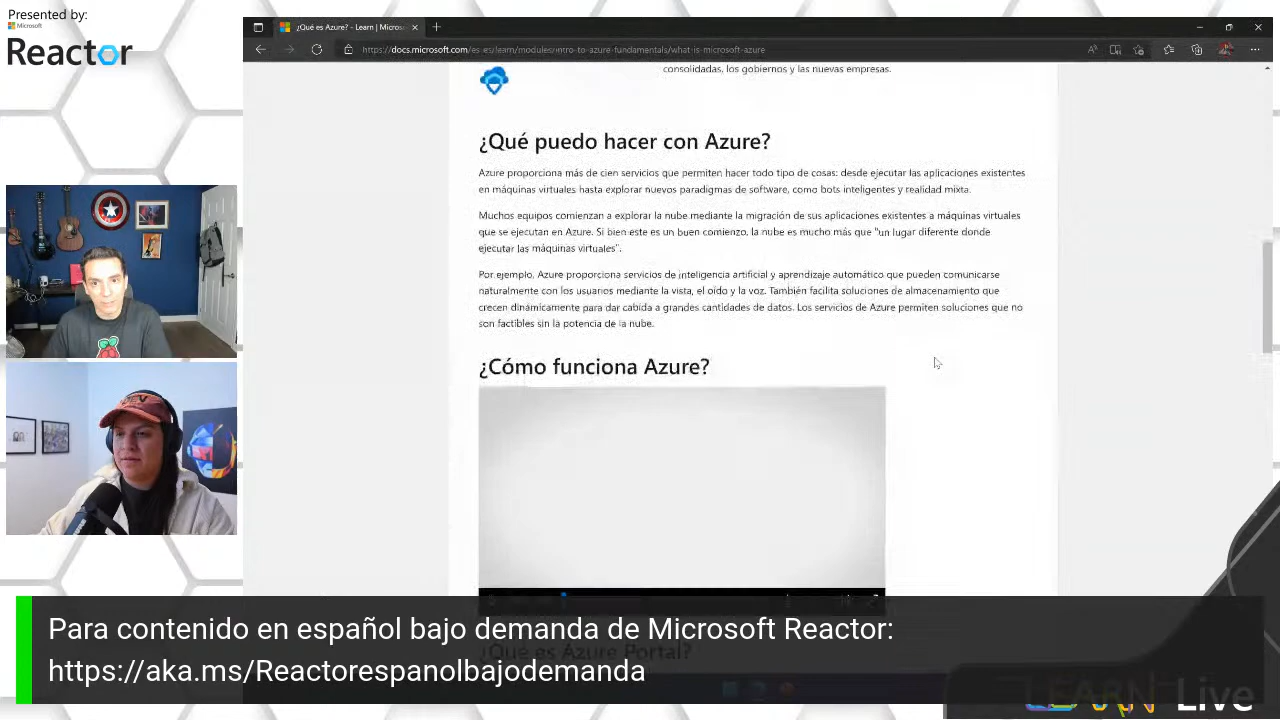 Presented by:
Microsoft
Reactor
¿Qué es Azure? - Learn | Micros
https://docs.microsoft.com/es-es/learn/modules/intro-to-azure-fundamentals/what-is-microsoft-azure
consolidadas, los gobiernos y las nuevas empresas.
¿Qué puedo hacer con Azure?
Azure proporciona más de cien servicios que permiten hacer todo tipo de cosas: desde ejecutar las aplicaciones existentes
en máquinas virtuales hasta explorar nuevos paradigmas de software, como bots inteligentes y realidad mixta.
Muchos equipos comienzan a explorar la nube mediante la migración de sus aplicaciones existentes a máquinas virtuales
que se ejecutan en Azure. Si bien este es un buen comienzo, la nube es mucho más que "un lugar diferente donde
ejecutar las máquinas virtuales".
Por ejemplo, Azure proporciona servicios de inteligencia artificial y aprendizaje automático que pueden comunicarse
naturalmente con los usuarios mediante la vista, el oído y la voz. También facilita soluciones de almacenamiento que
crecen dinámicamente para dar cabida a grandes cantidades de datos. Los servicios de Azure permiten soluciones que no
son factibles sin la potencia de la nube.
¿Cómo funciona Azure?
¿Qué es Azure Portal?
Para contenido en español bajo demanda de Microsoft Reactor:
https://aka.ms/Reactorespanolbajodemanda
LEARN Live